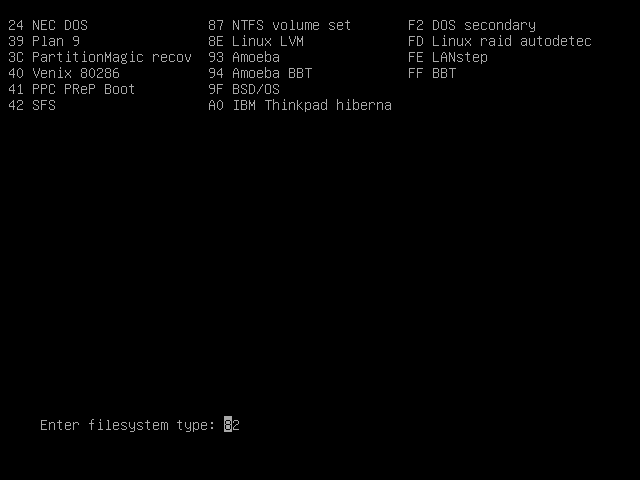 24 NEC DOS 87 NTFS volume set F2 DOS secondary
39 Plan 9 8E Linux LVM FD Linux raid autodetec
3C PartitionMagic recov 93 Amoeba FE LANstep
40 Venix 80286 94 Amoeba BBT FF BBT
41 PPC PReP Boot 9F BSD/OS
42 SFS A0 IBM Thinkpad hiberna
Enter filesystem type: 82